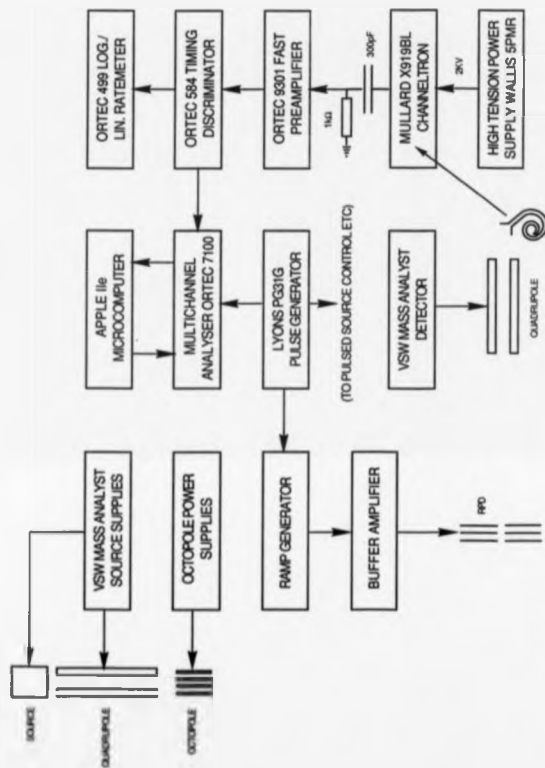 SOURCE
QUADRUPOLE
OCTOPOLE
VSW MASS ANALYST
SOURCE SUPPLIES
OCTOPOLE POWER
SUPPLIES
RAMP GENERATOR
BUFFER AMPLIFIER
RPD
APPLE IIe
MICROCOMPUTER
MULTICHANNEL
ANALYSER ORTEC 7100
LYONS PG31G
PULSE GENERATOR
(TO PULSED SOURCE CONTROL ETC)
VSW MASS ANALYST
DETECTOR
QUADRUPOLE
ORTEC 499 LOG./
LIN. RATEMETER
ORTEC 584 TIMING
DISCRIMINATOR
ORTEC 9301 FAST
PREAMPLIFIER
1kΩ
300pF
MULLARD X919BL
CHANNELTRON
2KV
HIGH TENSION POWER
SUPPLY WALLIS 5PMR